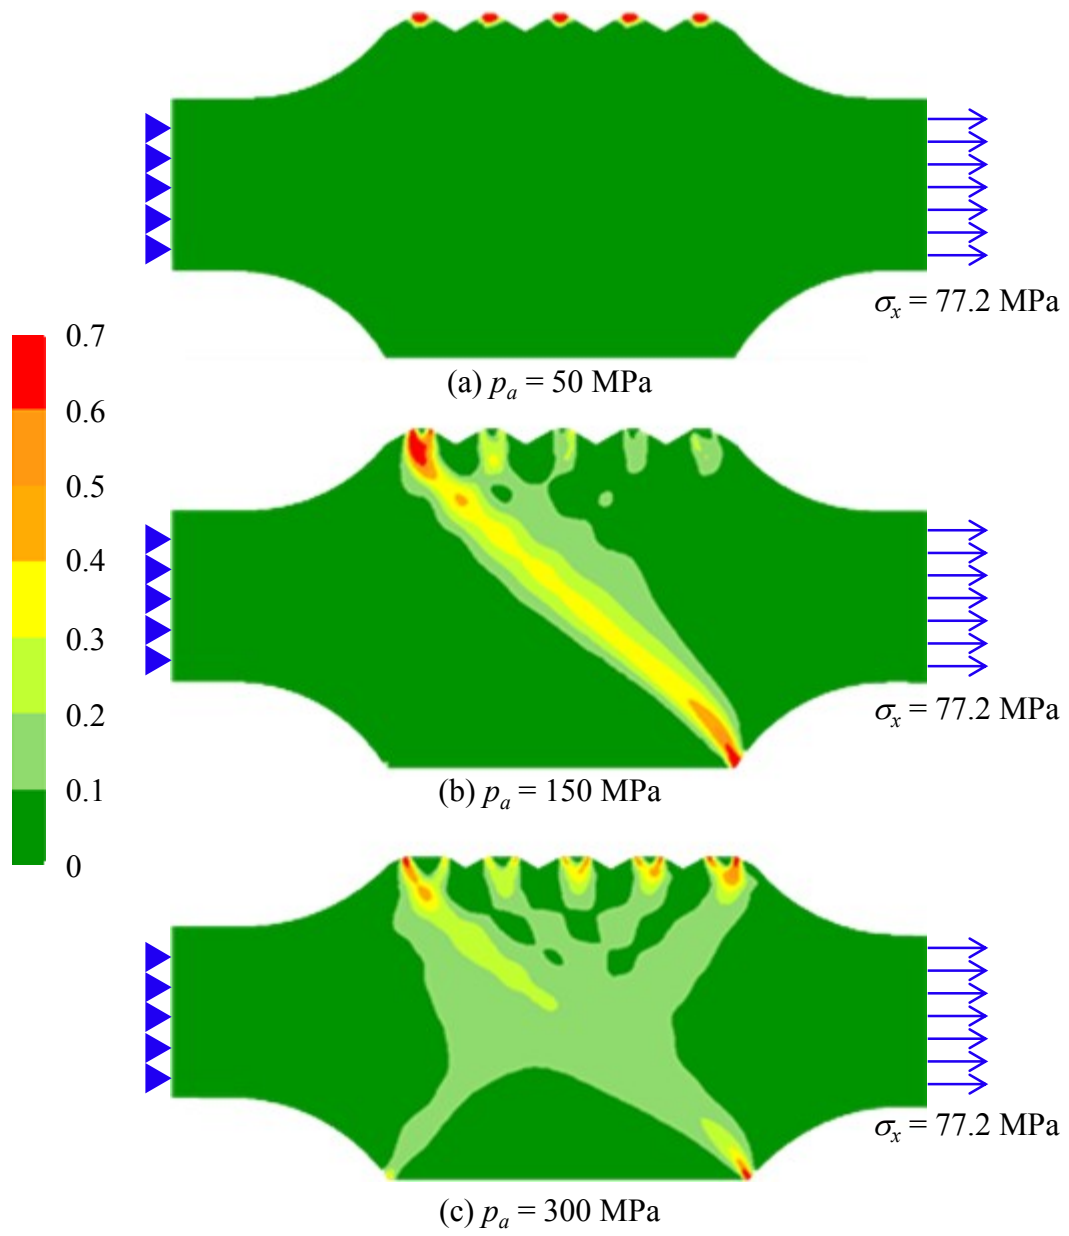 σx = 77.2 MPa
0.7
(a) pa = 50 MPa
0.6
0.5
0.4
0.3
σx = 77.2 MPa
0.2
(b) pa = 150 MPa
0.1
0
σx = 77.2 MPa
(c) pa = 300 MPa